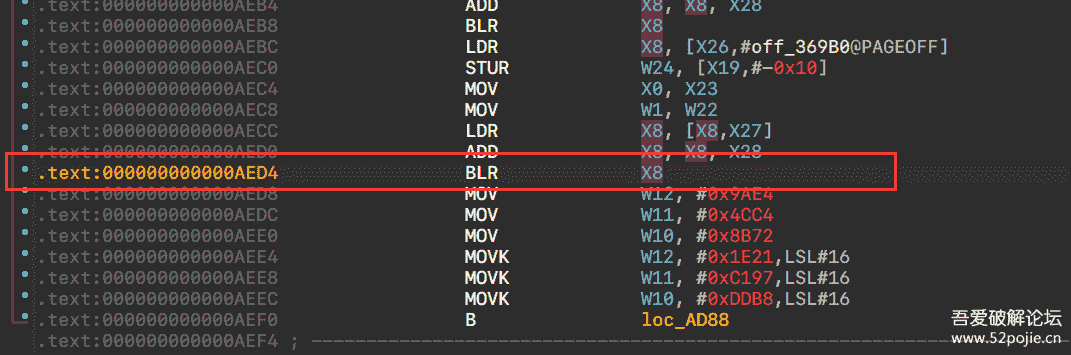 .text:000000000000AEB4 ADD X8, X8, X28
.text:000000000000AEB8 BLR X8
.text:000000000000AEBC LDR X8, [X26,#off_369B0@PAGEOFF]
.text:000000000000AEC0 STUR W24, [X19,#-0x10]
.text:000000000000AEC4 MOV X0, X23
.text:000000000000AEC8 MOV W1, W22
.text:000000000000AECC LDR X8, [X8,X27]
.text:000000000000AED0 ADD X8, X8, X28
.text:000000000000AED4 BLR X8
.text:000000000000AED8 MOV W12, #0x9AE4
.text:000000000000AEDC MOV W11, #0x4CC4
.text:000000000000AEE0 MOV W10, #0x8B72
.text:000000000000AEE4 MOVK W12, #0x1E21,LSL#16
.text:000000000000AEE8 MOVK W11, #0xC197,LSL#16
.text:000000000000AEEC MOVK W10, #0xDDB8,LSL#16
.text:000000000000AEF0 B loc_AD88
.text:000000000000AEF4 ; ---------------------------------------------------------------------------
吾爱破解论坛
www.52pojie.cn